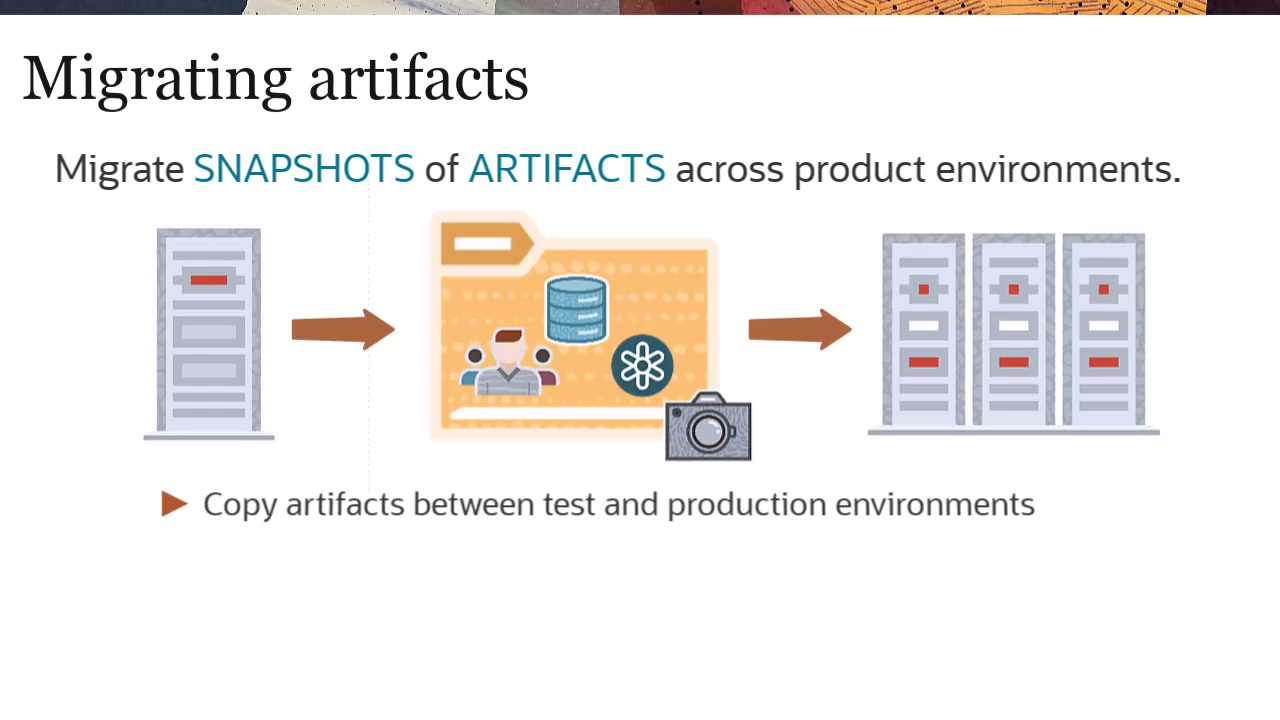 Migrating artifacts
Migrate SNAPSHOTS of ARTIFACTS across product environments.
Copy artifacts between test and production environments